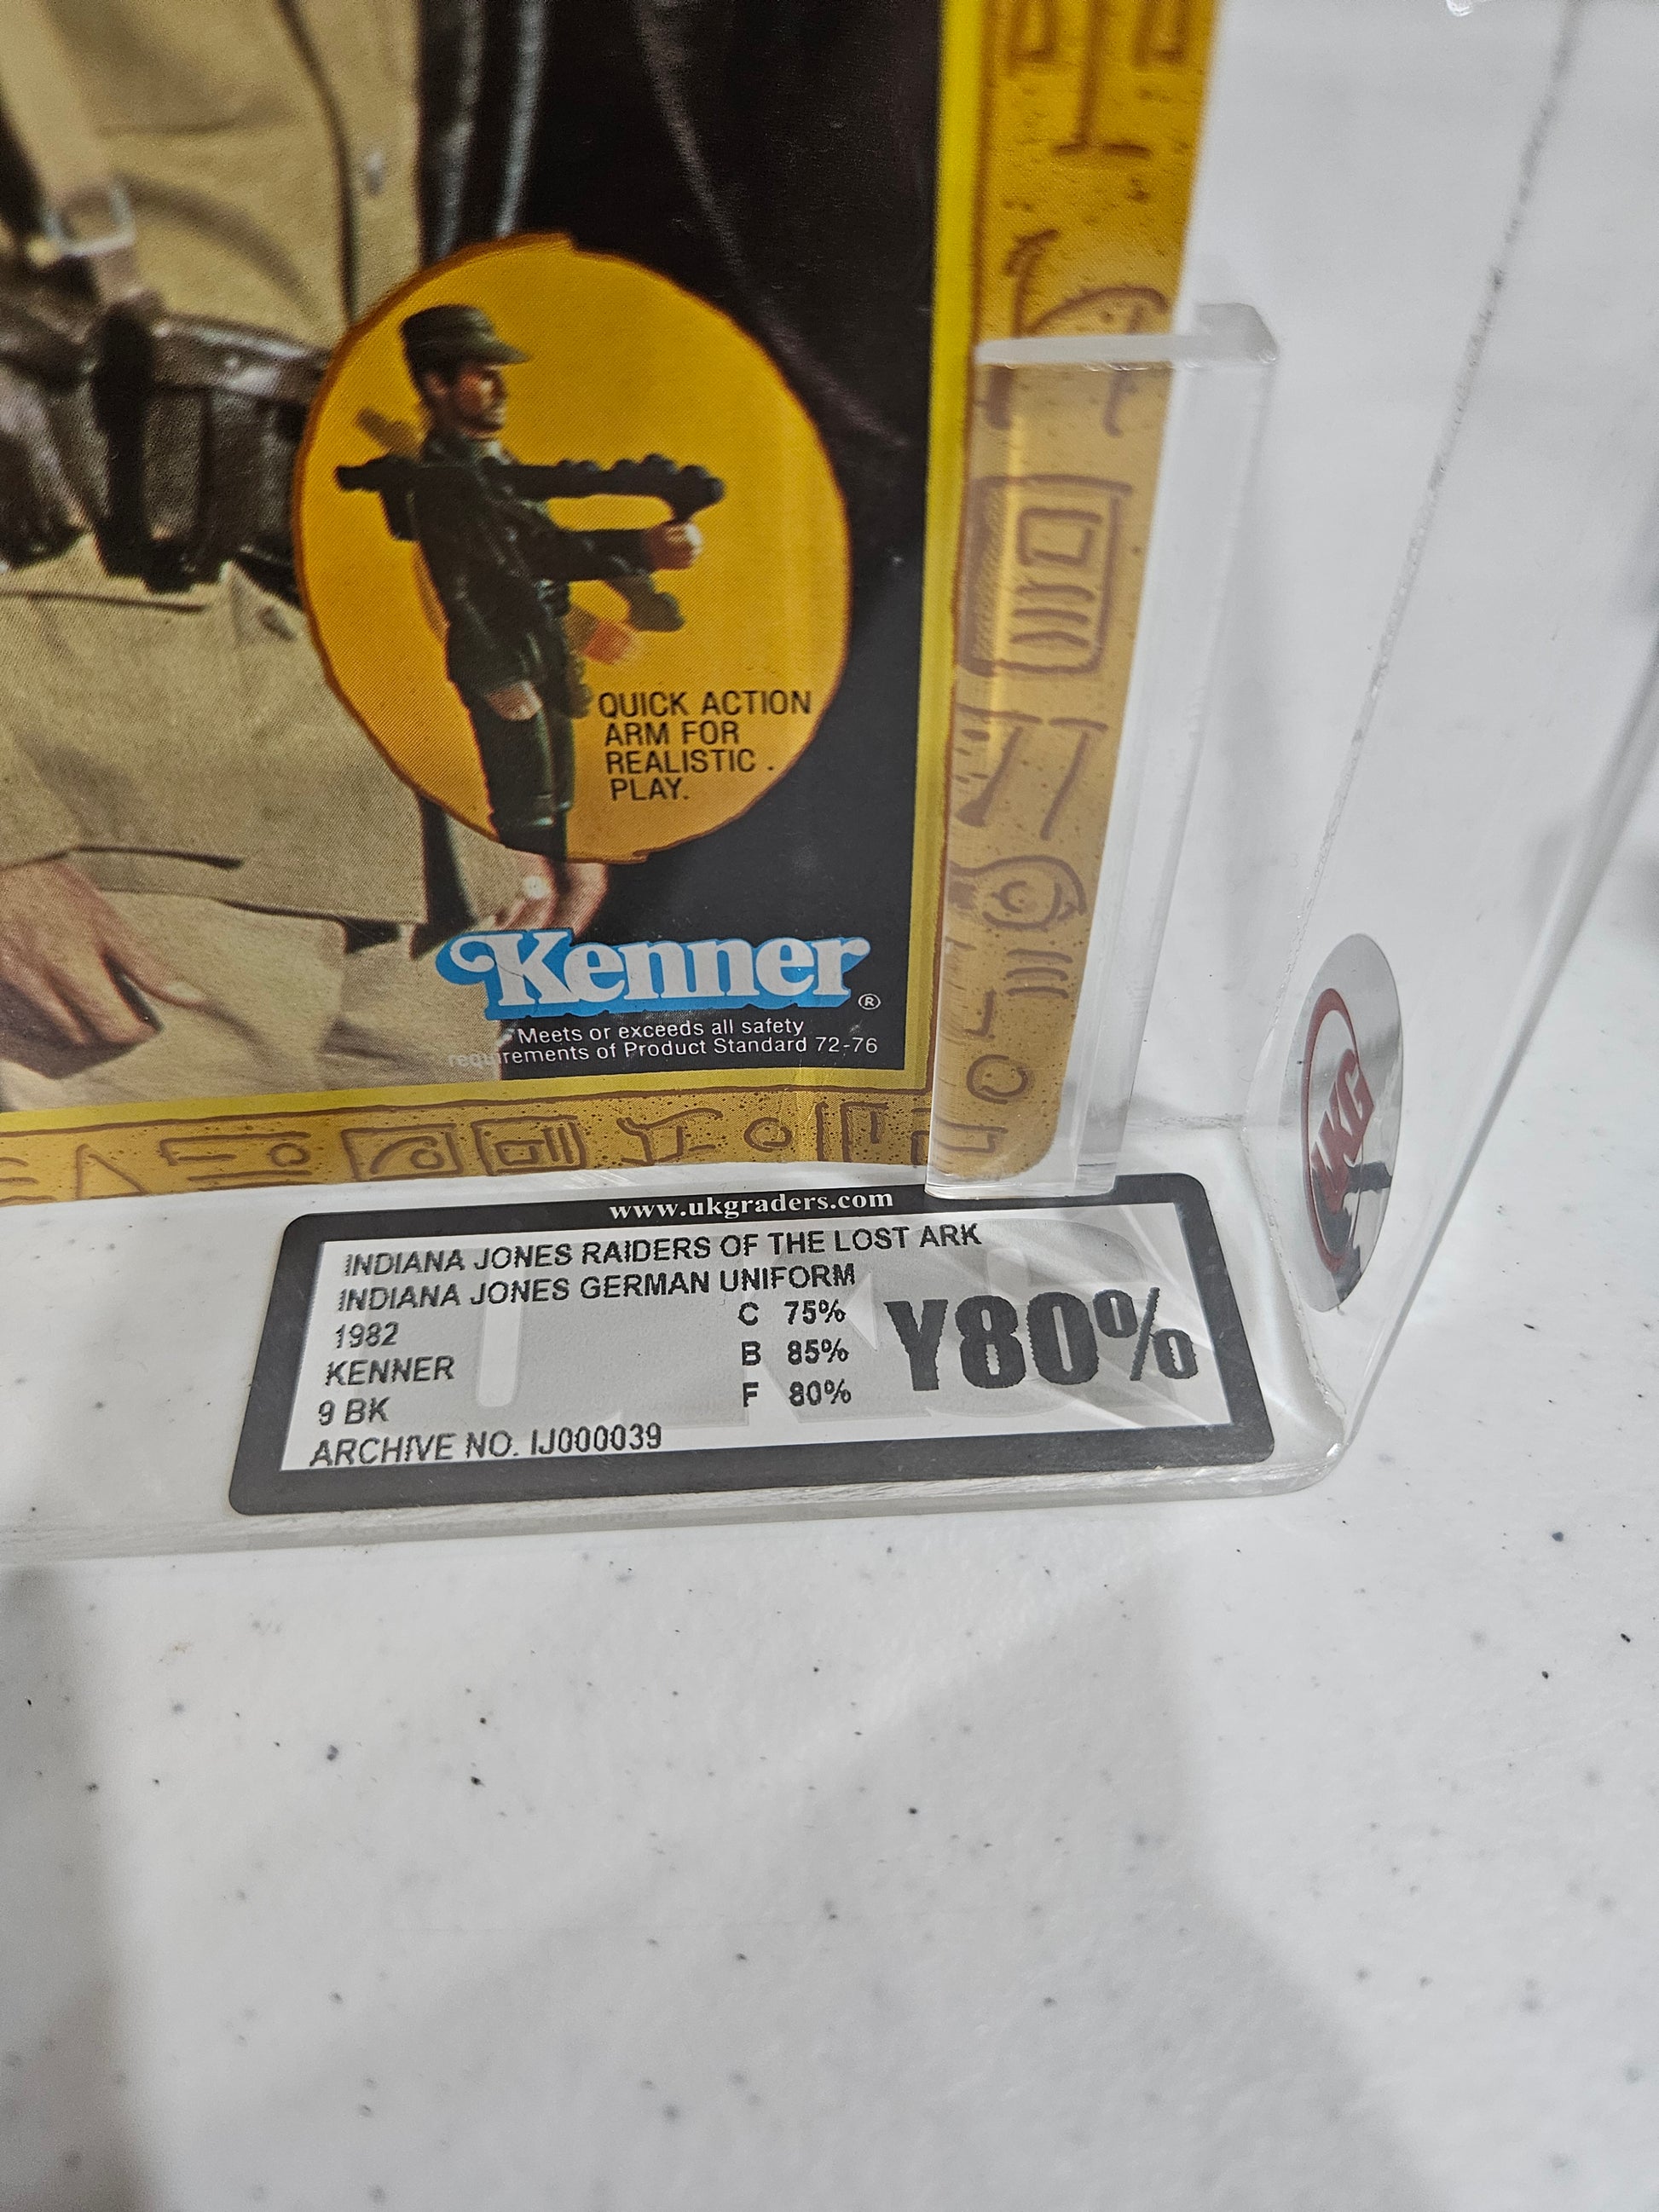 QUICK ACTION
ARM FOR
REALISTIC.
PLAY.
Kenner®
Meets or exceeds all safety
requirements of Product Standard 72-76
www.ukgraders.com
INDIANA JONES RAIDERS OF THE LOST ARK
INDIANA JONES GERMAN UNIFORM
1982
C 75%
KENNER
B 85%
9 BK
F 80%
ARCHIVE NO. IJ000039
Y80%
UKG